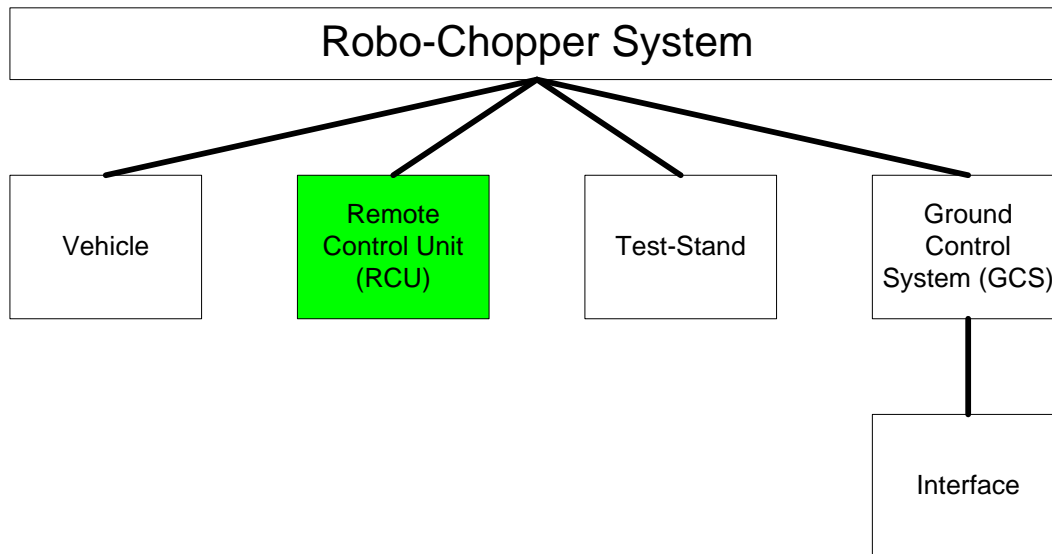 Robo-Chopper System
Vehicle
Remote
Control Unit
(RCU)
Test-Stand
Ground
Control
System (GCS)
Interface